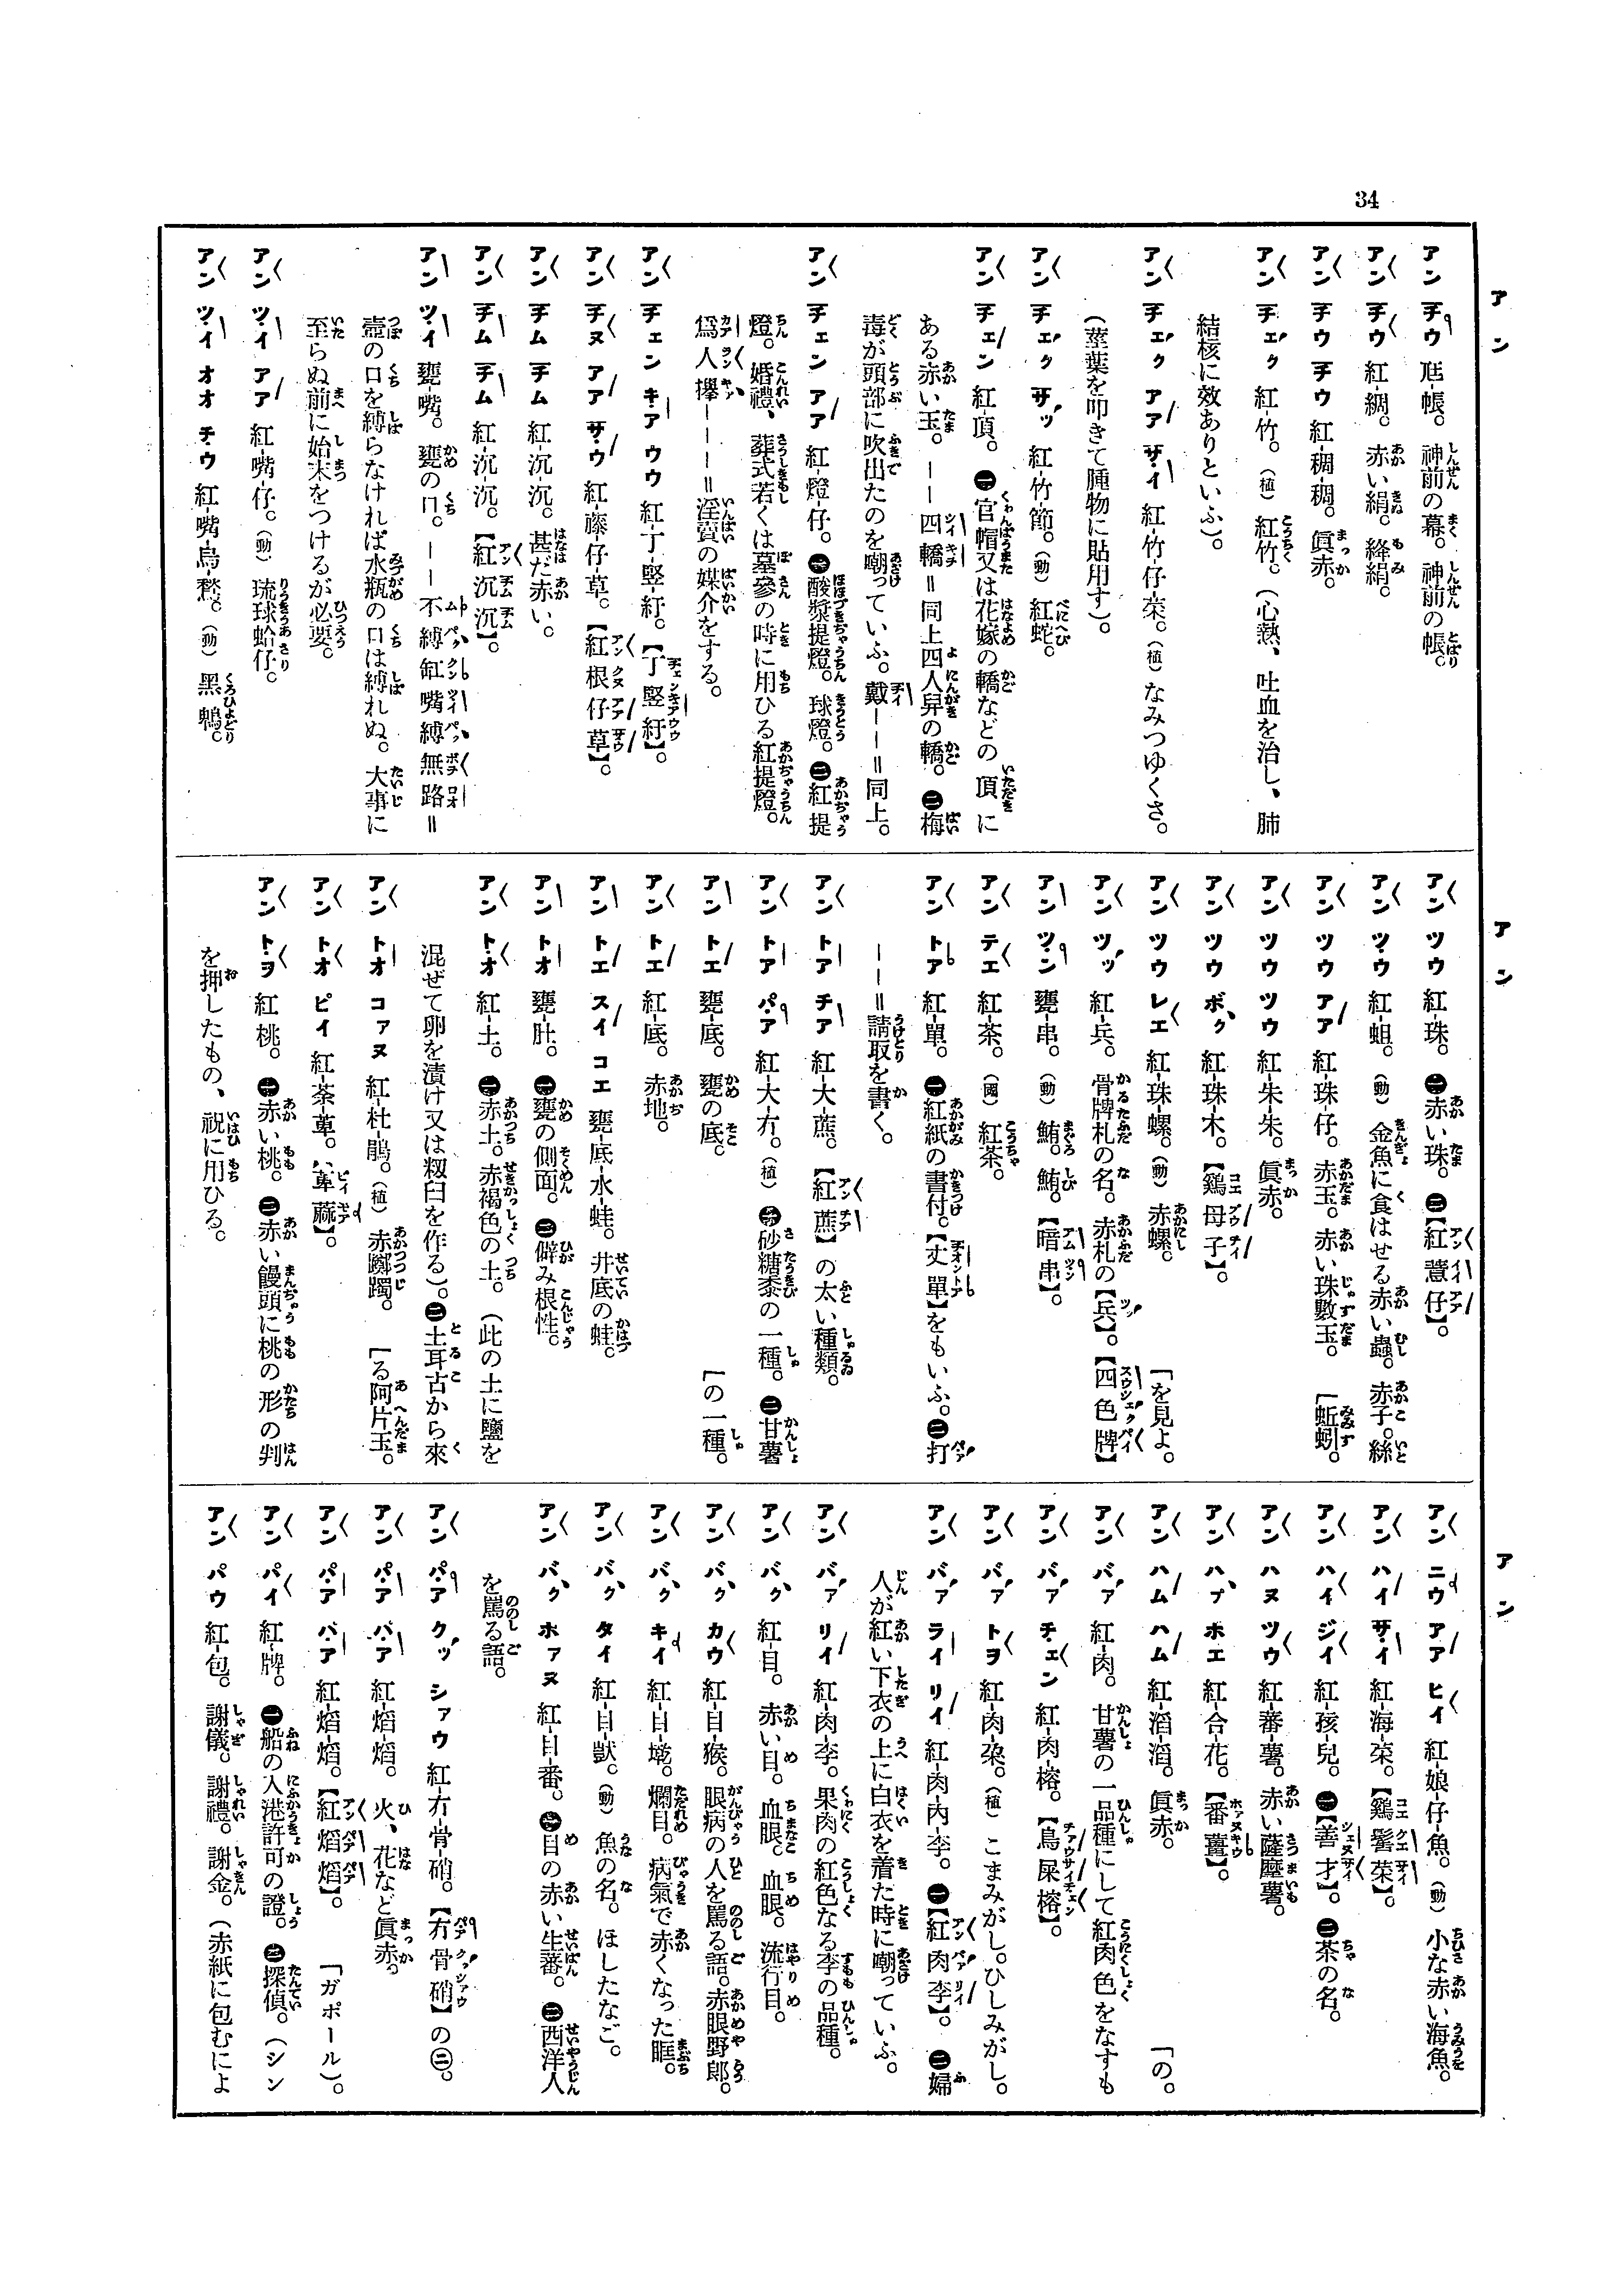 34
アン
アン チウ 尫-帳。神前の幕。神前の帳。
アン チウ 紅-綢。赤い絹。絳絹。
アン チウ チウ 紅-稠-稠。眞赤。
アン チェク 紅-竹。（植）紅竹。（心熱、吐血を治し、肺
結核に效ありといふ）。
アン チェク アア ザイ 紅-竹-仔-菜。（植）なみつゆくさ。
（莖葉を叩きて腫物に貼用す）。
アン チェク ザッ 紅-竹-節。（動）紅蛇。
アン チェン 紅-頂。㊀官帽又は花嫁の轎などの頂に
ある赤い玉。——四轎＝同上四人舁の轎。㊁梅
毒が頭部に吹出たのを嘲っていふ。戴——＝同上。
アン チェン アア 紅-燈-仔。㊀酸漿提燈。球燈。㊁紅提
燈。婚禮、葬式若くは墓參の時に用ひる紅提燈。
アン チェン キア ウウ 紅-丁-竪-紆。【丁竪紆】。
爲人攑———＝淫賣の媒介をする。
アン チヌ アア ザウ 紅-藤-仔-草。【紅根仔草】。
アン チム チム 紅-沉-沉。甚だ赤い。
アン チム チム 紅-沉-沉。【紅沉沉】。
アン ツイ 甕-嘴。甕の口。——不縛缸嘴縛無路＝
壺の口を縛らなければ水瓶の口は縛れぬ。大事に
至らぬ前に始末をつけるが必要。
アン ツイ アア 紅-嘴-仔。（動）琉球蛤仔。
アン ツイ オオ チウ 紅-嘴-烏-鶖。（動）黑鵯。
アン
アン ツウ 紅-珠。㊀赤い珠。㊁【紅䘆仔】。
アン ツウ 紅-蛆。（動）金魚に食はせる赤い蟲。赤子。絲
アン ツウ アア 紅-珠-仔。赤玉。赤い珠數玉。「蚯蚓。
アン ツウ ツウ 紅-朱-朱。眞赤。
アン ツウ ボク 紅-珠-木。【鷄母子】。
アン ツウ レエ 紅-珠-螺。（動）赤螺。「を見よ。
アン ツッ 紅-兵。骨牌札の名。赤札の【兵】。【四色牌】
アン ツン 甕-串。（動）鮪。鮪。【暗串】。
アン テエ 紅-茶。（國）紅茶。
アン トア 紅-單。㊀紅紙の書付。【丈單】をもいふ。㊁打
——＝請取を書く。
アン トア チア 紅-大-蔗。【紅蔗】の太い種類。
アン トア パア 紅-大-冇。（植）㊀砂糖黍の一種。㊁甘薯
アン トエ 甕-底。甕の底。「の一種。
アン トエ 紅-底。赤地。
アン トエ スイ コエ 甕-底-水-蛙。井底の蛙。
アン トオ 甕-肚。㊀甕の側面。㊁僻み根性。
アン トオ 紅-土。㊀赤土。赤褐色の土。（此の土に鹽を
混ぜて卵を漬け又は籾臼を作る）。㊁土耳古から來
アン トオ コァヌ 紅-杜-鵑。（植）赤躑躅。「る阿片玉。
アン トオ ピイ 紅-荼-萆。【萆蔴】。
アン トヲ 紅桃。㊀赤い桃。㊁赤い饅頭に桃の形の判
を押したもの、祝に用ひる。
アン
アン ニウ アア ヒイ 紅-娘-仔-魚。（動）小な赤い海魚。
アン ハイ ザイ 紅-海-菜。【鷄髻菜】。
アン ハイ ジイ 紅-孩-兒。㊀【善才】。㊁茶の名。
アン ハヌ ツウ 紅-蕃-薯。赤い薩摩薯。
アン ハプ ホエ 紅-合-花。【番薑】。
アン ハム ハム 紅-滔-滔。眞赤。「の。
アン バァ 紅-肉。甘薯の一品種にして紅肉色をなすも
アン バァ チェン 紅-肉-榕。【鳥屎榕】。
アン バァ トヲ 紅-肉-桑。（植）こまみがし。ひしみがし。
アン バァ ライ リイ 紅-肉-內-李。㊀【紅肉李】。㊁婦
人が紅い下衣の上に白衣を着た時に嘲っていふ。
アン バァ リイ 紅-肉-李。果肉の紅色なる李の品種。
アン バク 紅-目。赤い目。血眼。血眼。流行目。
アン バク カウ 紅-目-猴。眼病の人を罵る語。赤眼野郎。
アン バク キイ 紅-目-墘。爛目。病氣で赤くなった眶。
アン バク タイ 紅-目-獃。（動）魚の名。ほしたなご。
アン バク ホァヌ 紅-目-番。㊀目の赤い生蕃。㊁西洋人
を罵る語。
アン パア クッ シァウ 紅-冇-骨-硝。【冇骨硝】の㊁。
アン パア パア 紅-焰-焰。火、花など眞赤。
アン パア パア 紅-焰-焰。【紅焰焰】。「ガポール）。
アン パイ 紅-牌。㊀船の入港許可の證。㊁探偵。（シン
アン パウ 紅-包。謝儀。謝禮。謝金。（赤紙に包むによ